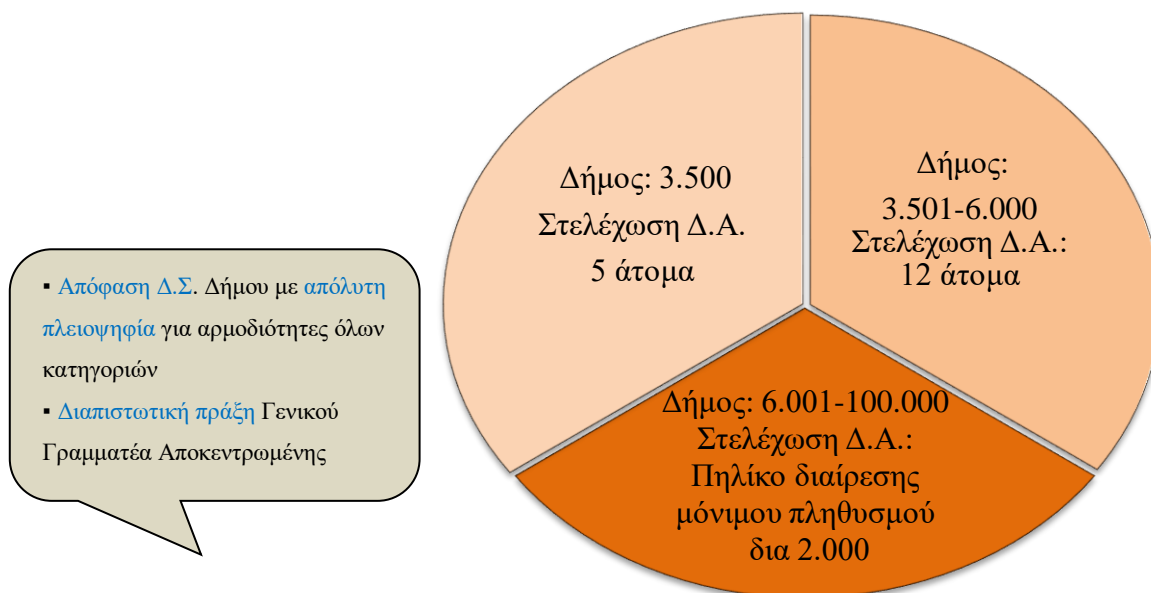 ▪ Απόφαση Δ.Σ. Δήμου με απόλυτη
πλειοψηφία για αρμοδιότητες όλων
κατηγοριών
▪ Διαπιστωτική πράξη Γενικού
Γραμματέα Αποκεντρωμένης
Δήμος: 3.500
Στελέχωση Δ.Α.
5 άτομα
Δήμος:
3.501-6.000
Στελέχωση Δ.Α.:
12 άτομα
Δήμος: 6.001-100.000
Στελέχωση Δ.Α.:
Πηλίκο διαίρεσης
μόνιμου πληθυσμού
δια 2.000